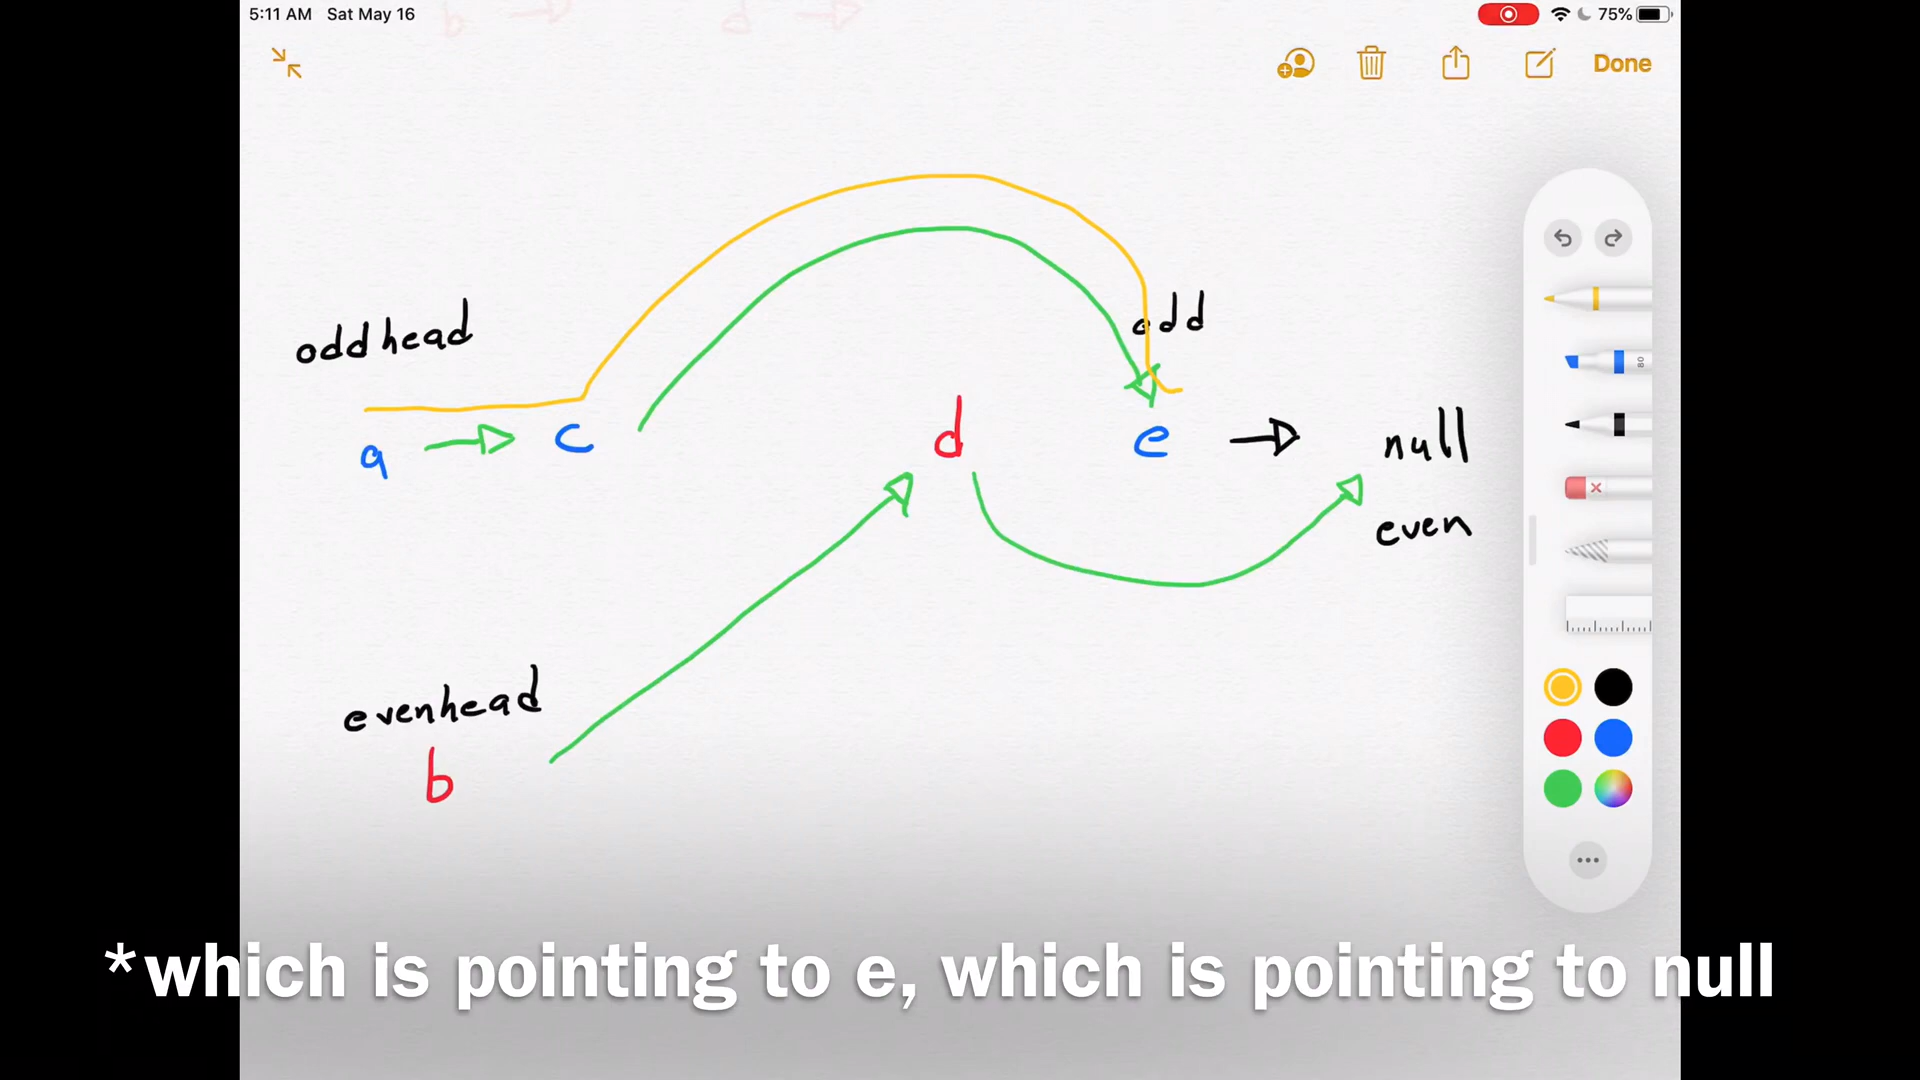 5:11 AM Sat May 16
75%
b d
Done
80
odd head
odd
a c d e null
even
evenhead
b
*which is pointing to e, which is pointing to null